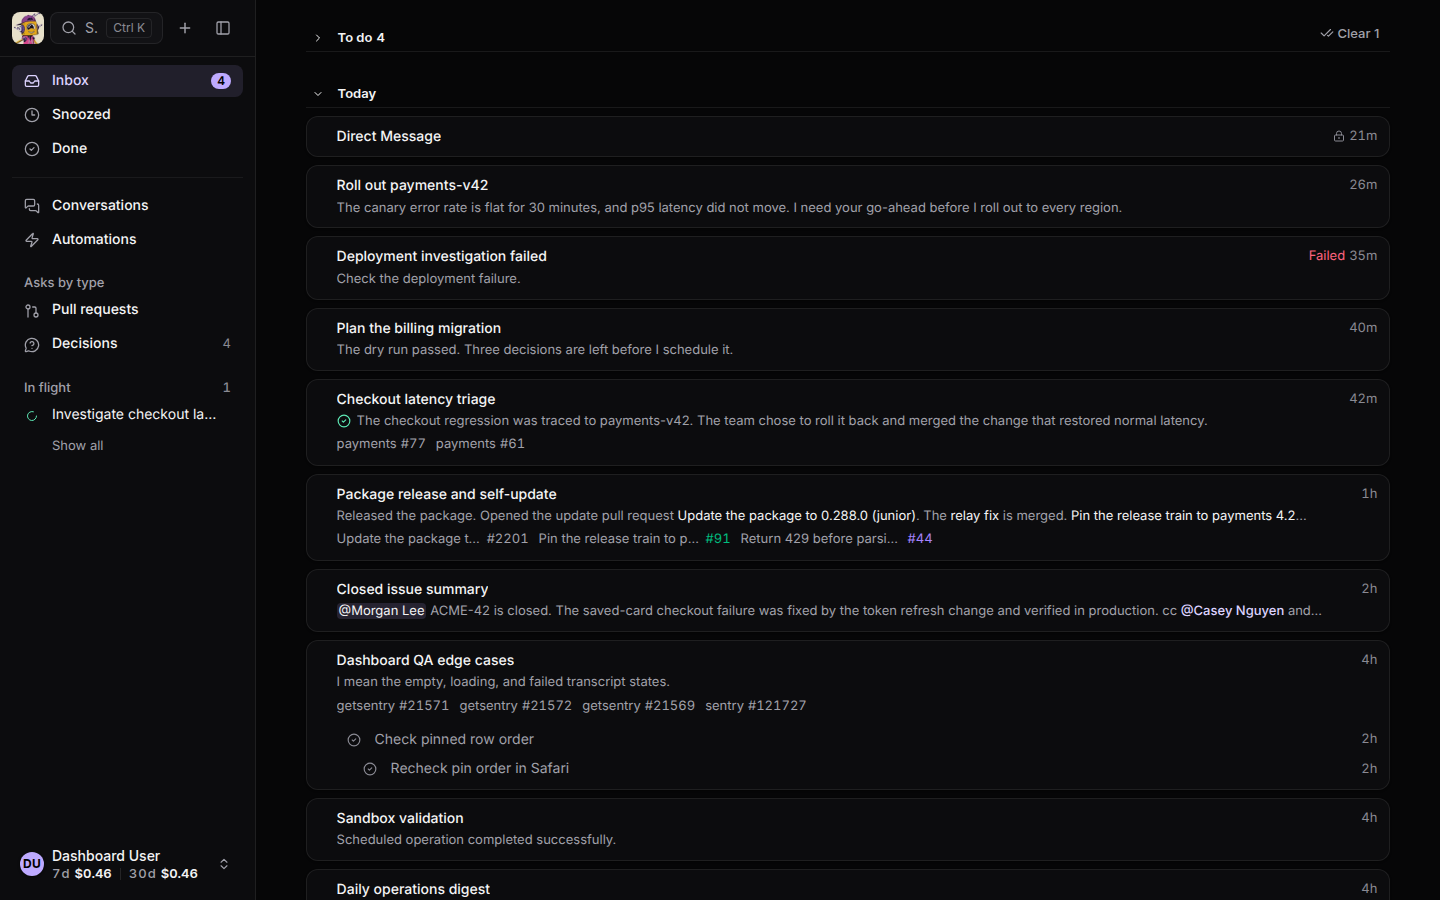 S.
Ctrl K
Inbox
4
Snoozed
Done
Conversations
Automations
Asks by type
Pull requests
Decisions
4
In flight
1
Investigate checkout la...
Show all
DU
Dashboard User
7d $0.46 30d $0.46
To do 4
Clear 1
Today
Direct Message
21m
Roll out payments-v42
26m
The canary error rate is flat for 30 minutes, and p95 latency did not move. I need your go-ahead before I roll out to every region.
Deployment investigation failed
Failed 35m
Check the deployment failure.
Plan the billing migration
40m
The dry run passed. Three decisions are left before I schedule it.
Checkout latency triage
42m
The checkout regression was traced to payments-v42. The team chose to roll it back and merged the change that restored normal latency.
payments #77 payments #61
Package release and self-update
1h
Released the package. Opened the update pull request Update the package to 0.288.0 (junior). The relay fix is merged. Pin the release train to payments 4.2...
Update the package t... #2201 Pin the release train to p... #91 Return 429 before parsi... #44
Closed issue summary
2h
@Morgan Lee ACME-42 is closed. The saved-card checkout failure was fixed by the token refresh change and verified in production. cc @Casey Nguyen and...
Dashboard QA edge cases
4h
I mean the empty, loading, and failed transcript states.
getsentry #21571 getsentry #21572 getsentry #21569 sentry #121727
Check pinned row order
2h
Recheck pin order in Safari
2h
Sandbox validation
4h
Scheduled operation completed successfully.
Daily operations digest
4h